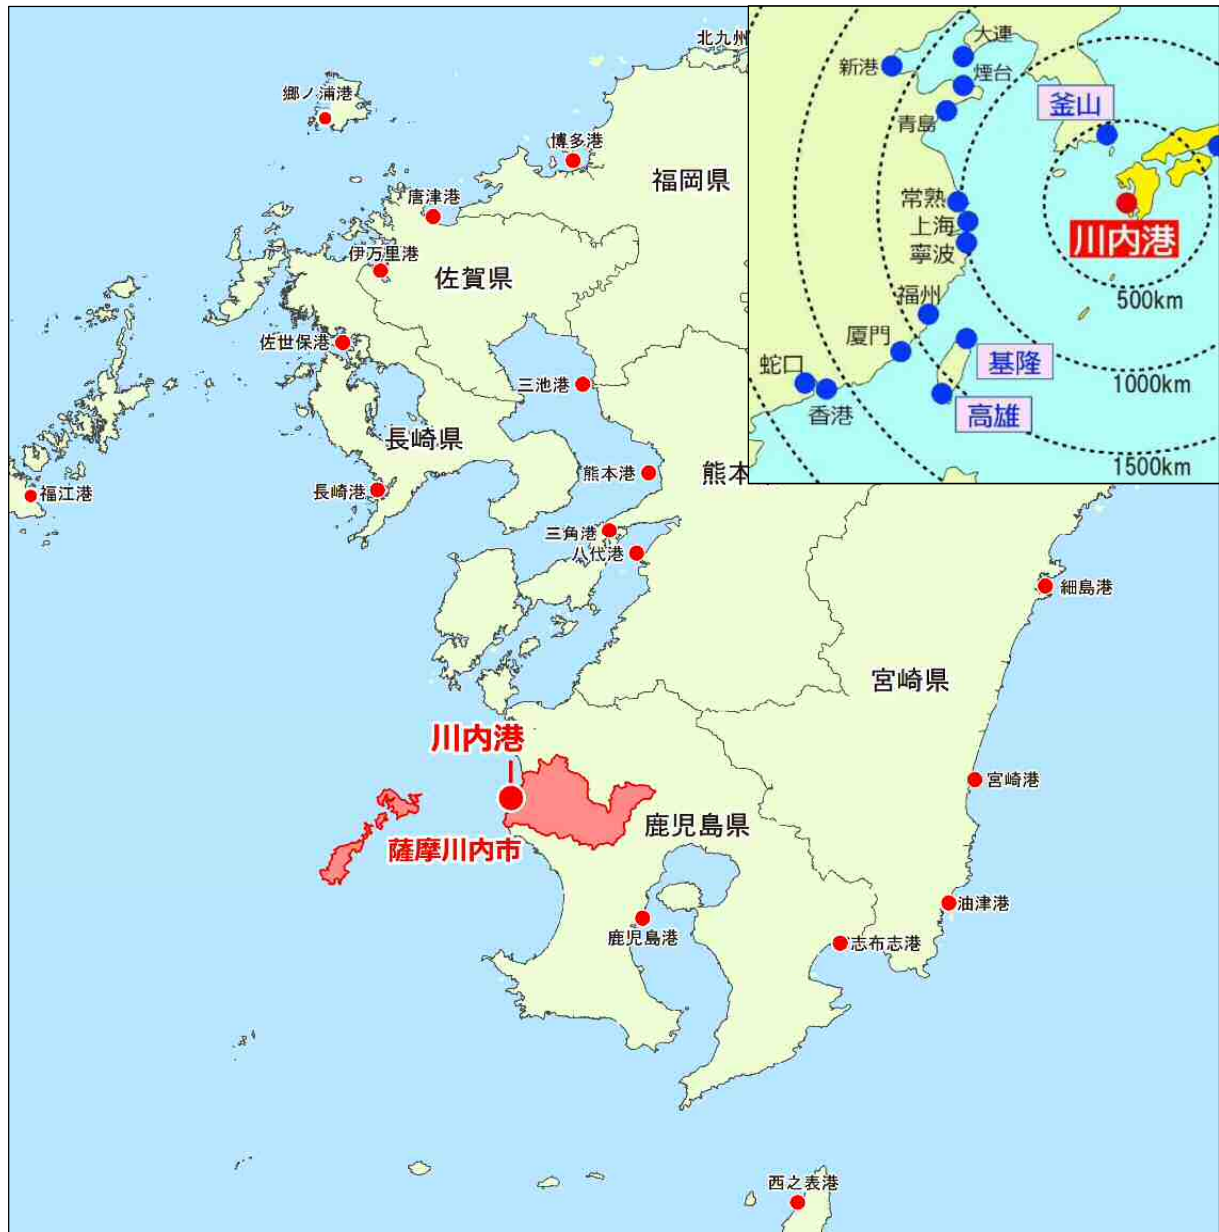 北九州
郷ノ浦港
博多港
福岡県
唐津港
伊万里港
佐賀県
佐世保港
三池港
長崎県
熊本港
熊本
長崎港
福江港
三角港
八代港
細島港
宮崎県
川内港
宮崎港
鹿児島県
薩摩川内市
油津港
鹿児島港
志布志港
西之表港
大連
新港
煙台
青島
釜山
常熟
上海
寧波
川内港
500km
福州
厦門
基隆
蛇口
香港
高雄
1000km
1500km